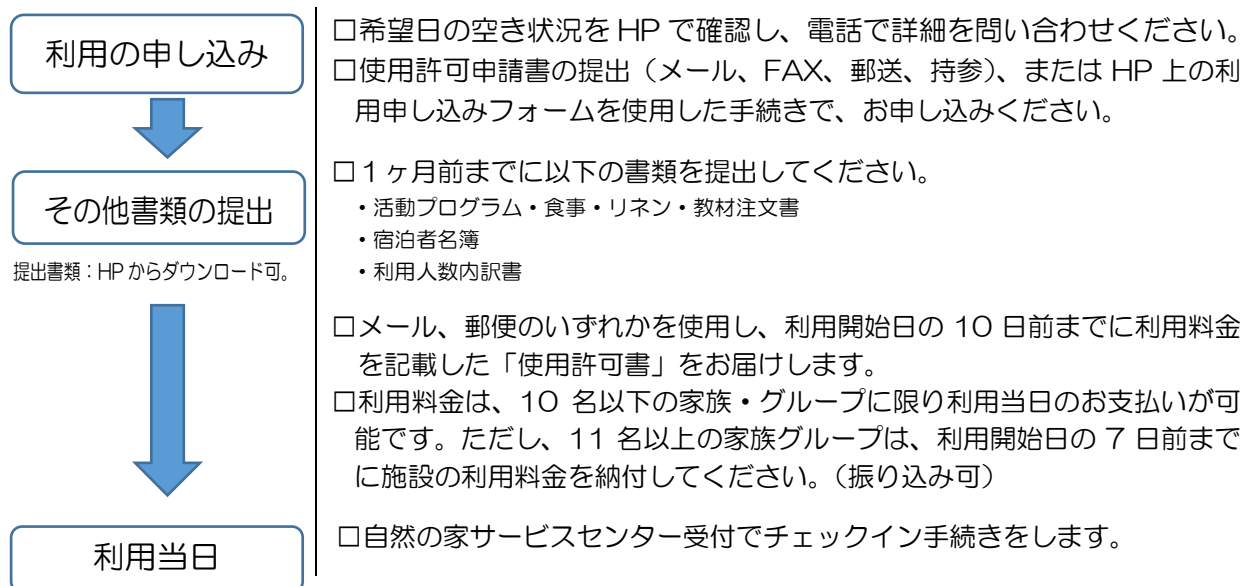 利用の申し込み
□希望日の空き状況を HP で確認し、電話で詳細を問い合わせください。
□使用許可申請書の提出（メール、FAX、郵送、持参）、または HP 上の利
用申し込みフォームを使用した手続きで、お申し込みください。
その他書類の提出
提出書類：HP からダウンロード可。
□１ヶ月前までに以下の書類を提出してください。
・活動プログラム・食事・リネン・教材注文書
・宿泊者名簿
・利用人数内訳書
□メール、郵便のいずれかを使用し、利用開始日の 10 日前までに利用料金
を記載した「使用許可書」をお届けします。
□利用料金は、10 名以下の家族・グループに限り利用当日のお支払いが可
能です。ただし、11 名以上の家族グループは、利用開始日の 7 日前まで
に施設の利用料金を納付してください。（振り込み可）
利用当日
□自然の家サービスセンター受付でチェックイン手続きをします。